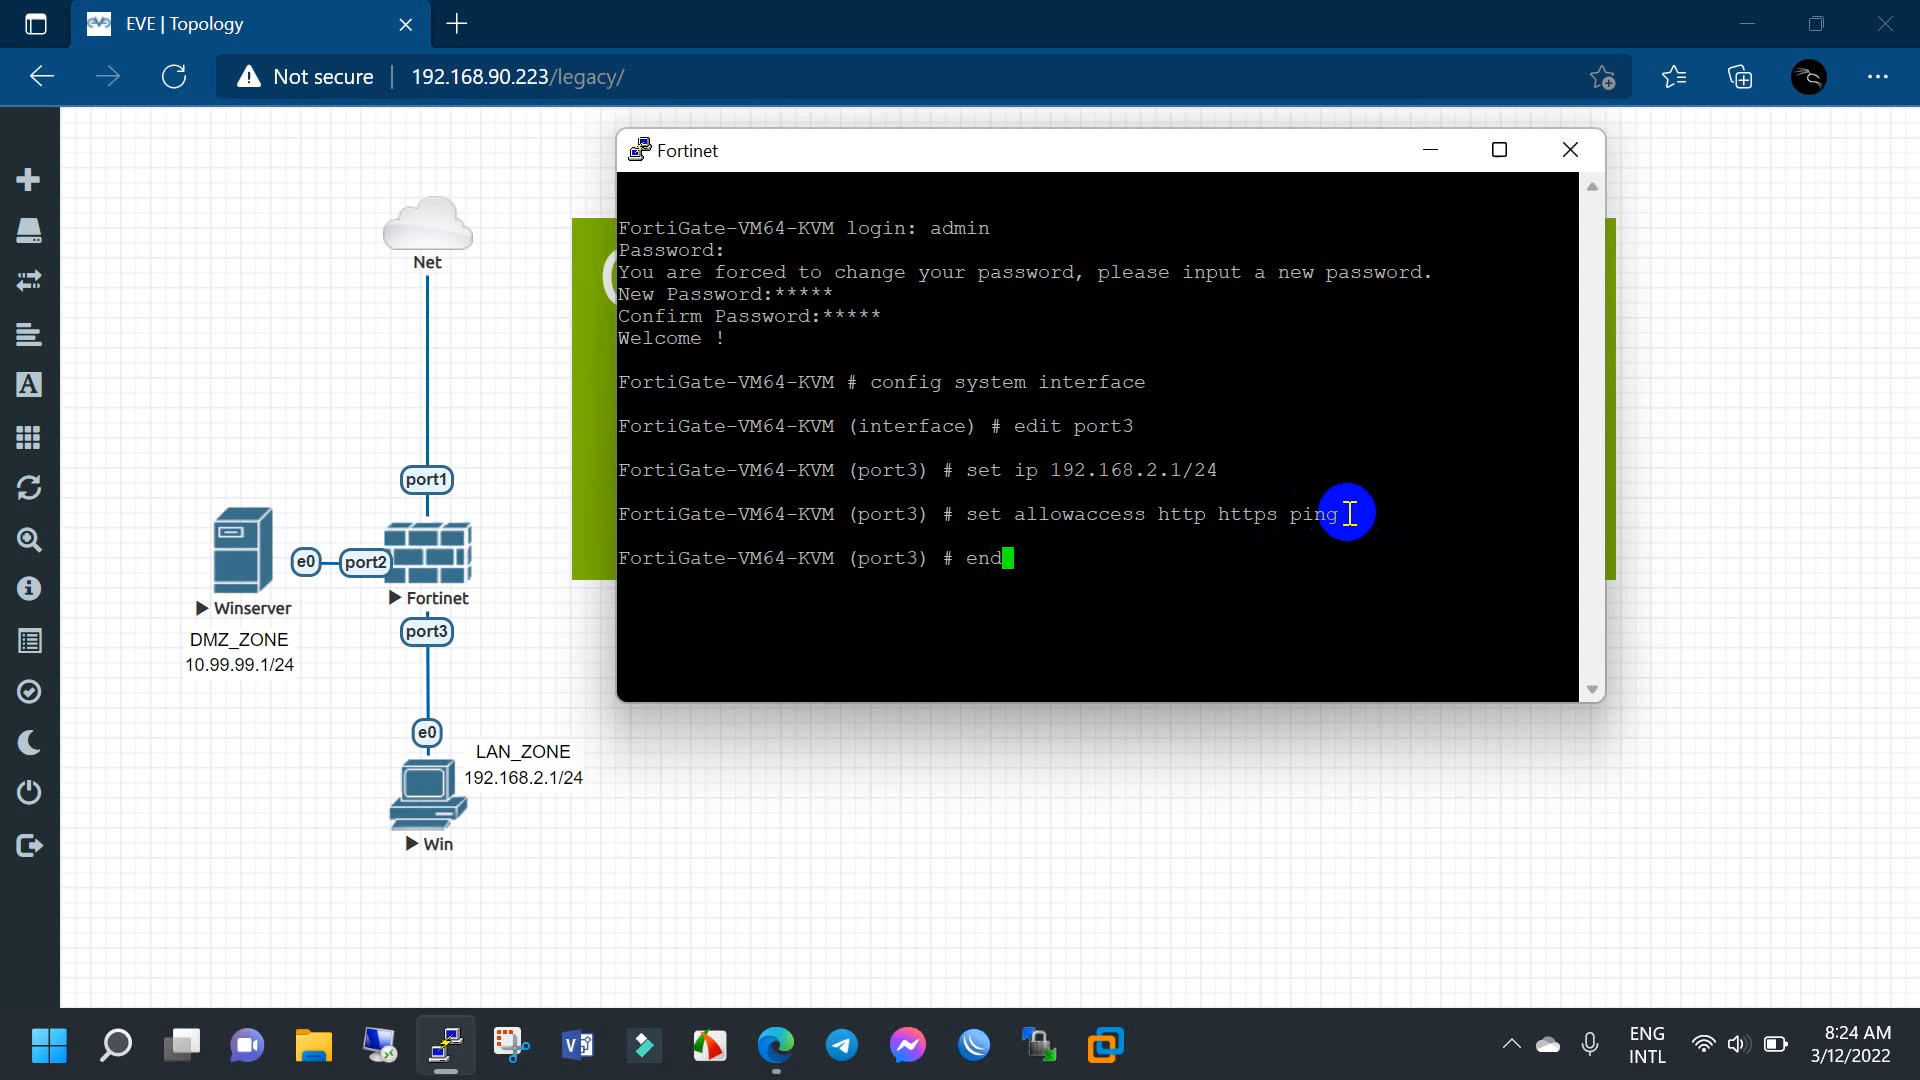 EVE | Topology
Not secure
192.168.90.223/legacy/
Fortinet
FortiGate-VM64-KVM login: admin
Password:
You are forced to change your password, please input a new password.
New Password:*****
Confirm Password:*****
Welcome !
FortiGate-VM64-KVM # config system interface
FortiGate-VM64-KVM (interface) # edit port3
FortiGate-VM64-KVM (port3) # set ip 192.168.2.1/24
FortiGate-VM64-KVM (port3) # set allowaccess http https ping
FortiGate-VM64-KVM (port3) # end
Net
port1
e0
port2
Winserver
Fortinet
DMZ_ZONE
10.99.99.1/24
port3
e0
LAN_ZONE
192.168.2.1/24
Win
ENG
INTL
8:24 AM
3/12/2022